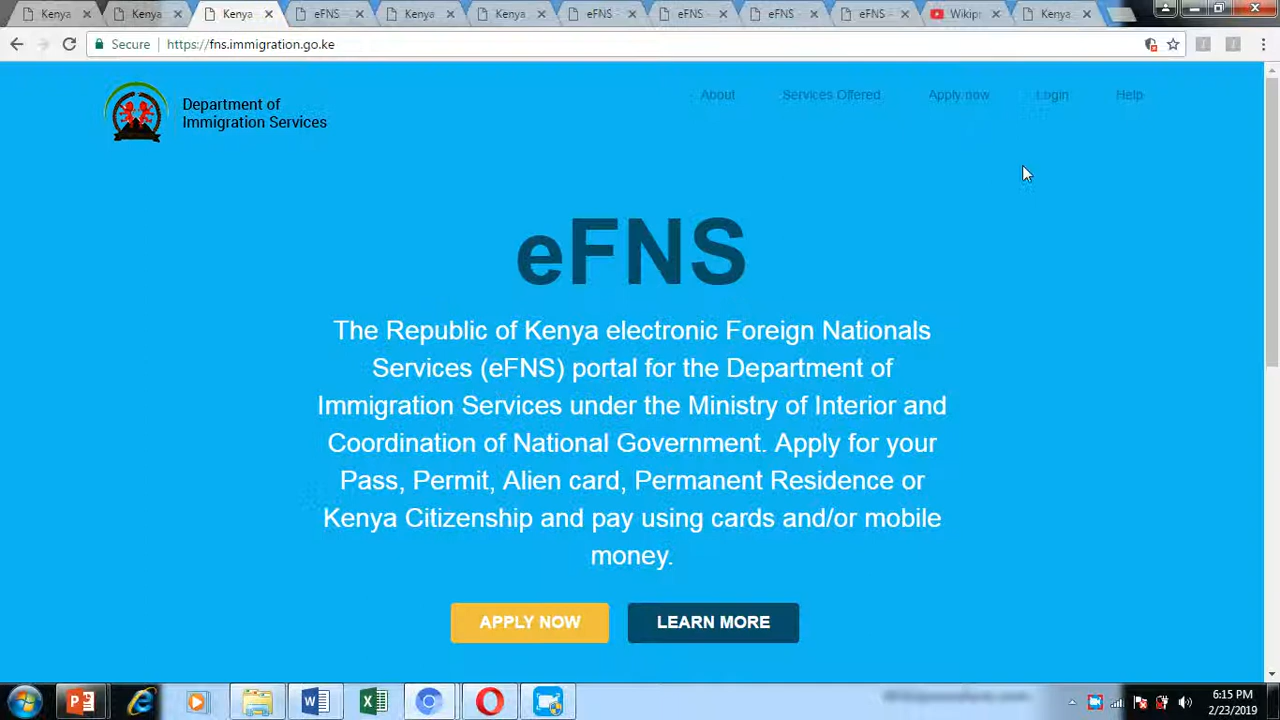 Kenya
Kenya
Kenya
eFNS
Kenya
Kenya
eFNS
eFNS
eFNS
eFNS -
Wikip
Kenya
Secure
https://fns.immigration.go.ke
Department of
Immigration Services
About
Services Offered
Apply now
Login
Help
eFNS
The Republic of Kenya electronic Foreign Nationals
Services (eFNS) portal for the Department of
Immigration Services under the Ministry of Interior and
Coordination of National Government. Apply for your
Pass, Permit, Alien card, Permanent Residence or
Kenya Citizenship and pay using cards and/or mobile
money.
APPLY NOW
LEARN MORE
6:15 PM
2/23/2019